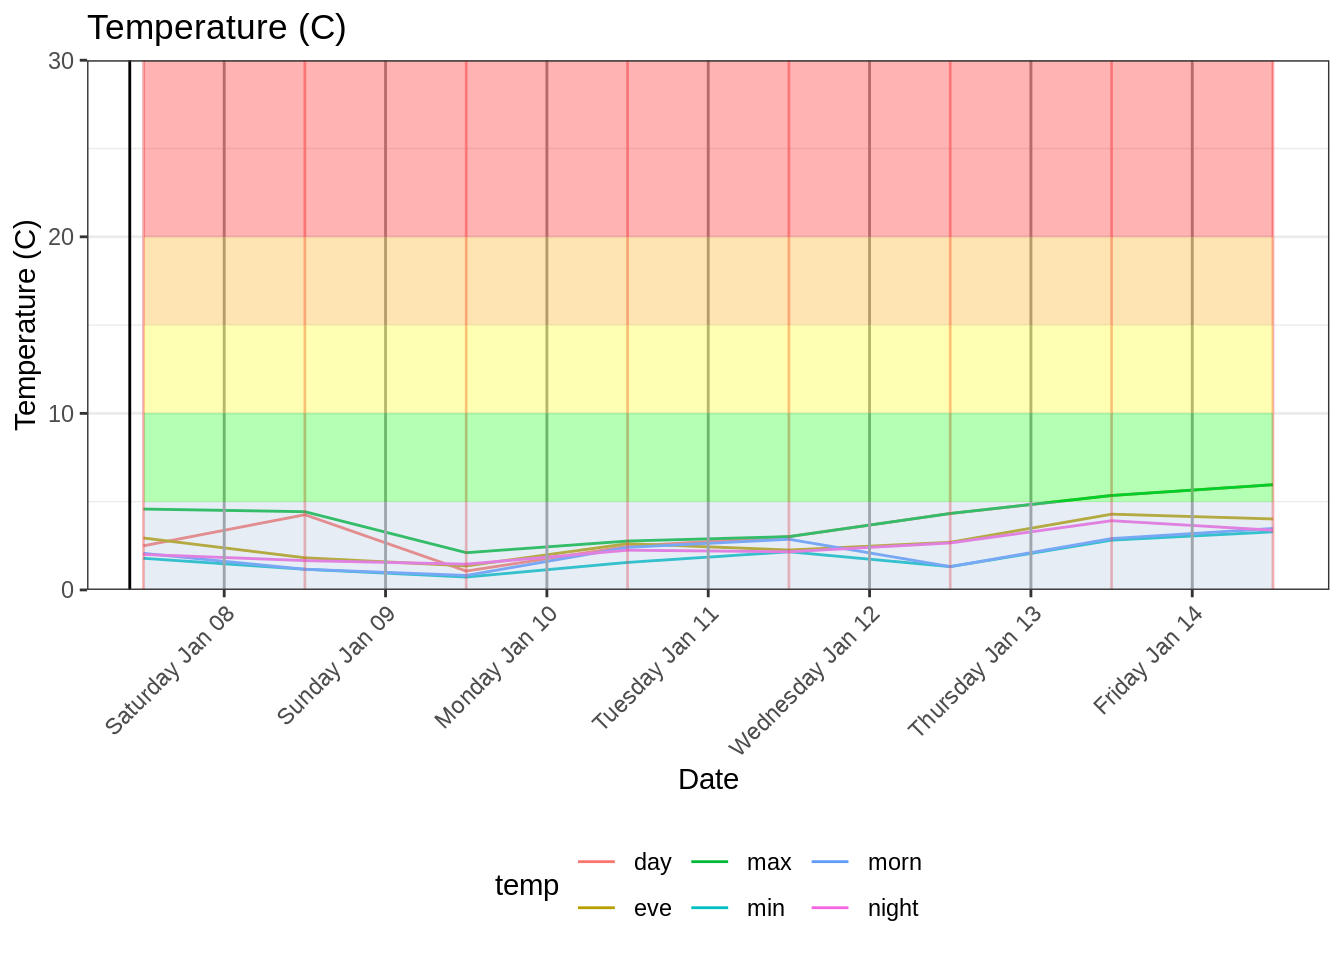 Temperature (C)
30
20
10
0
Temperature (C)
Saturday Jan 08
Sunday Jan 09
Monday Jan 10
Tuesday Jan 11
Wednesday Jan 12
Thursday Jan 13
Friday Jan 14
Date
temp
day
max
morn
eve
min
night